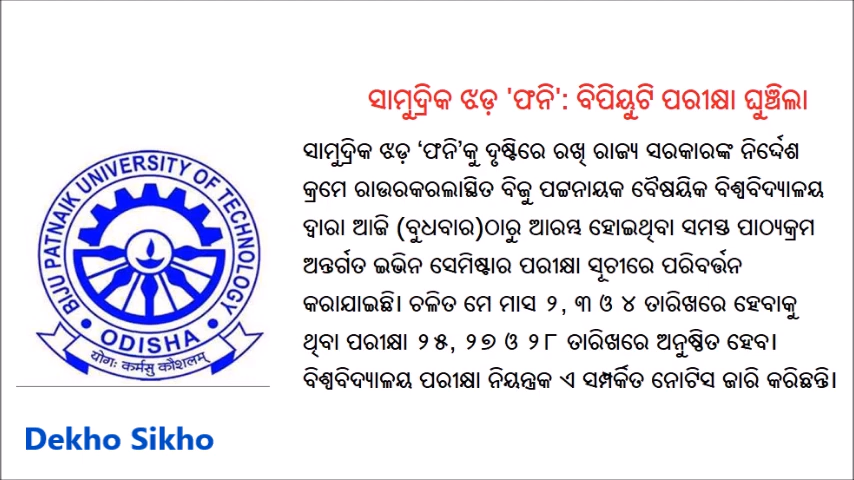 ସାମୁଦ୍ରିକ ଝଡ଼ 'ଫନି': ବିପିୟୁଟି ପରୀକ୍ଷା ଘୁଞ୍ଚିଲା
ସାମୁଦ୍ରିକ ଝଡ଼ ‘ଫନି’କୁ ଦୃଷ୍ଟିରେ ରଖି ରାଜ୍ୟ ସରକାରଙ୍କ ନିର୍ଦ୍ଦେଶ
କ୍ରମେ ରାଉରକରଲାସ୍ଥିତ ବିଜୁ ପଟ୍ଟନାୟକ ବୈଷୟିକ ବିଶ୍ୱବିଦ୍ୟାଳୟ
ଦ୍ୱାରା ଆଜି (ବୁଧବାର)ଠାରୁ ଆରମ୍ଭ ହୋଇଥିବା ସମସ୍ତ ପାଠ୍ୟକ୍ରମ
ଅନ୍ତର୍ଗତ ଇଭିନ ସେମିଷ୍ଟାର ପରୀକ୍ଷା ସୂଚୀରେ ପରିବର୍ତ୍ତନ
କରାଯାଇଛି। ଚଳିତ ମେ ମାସ ୨, ୩ ଓ ୪ ତାରିଖରେ ହେବାକୁ
ଥିବା ପରୀକ୍ଷା ୨୫, ୨୭ ଓ ୨୮ ତାରିଖରେ ଅନୁଷ୍ଠିତ ହେବ।
ବିଶ୍ୱବିଦ୍ୟାଳୟ ପରୀକ୍ଷା ନିୟନ୍ତ୍ରକ ଏ ସମ୍ପର୍କିତ ନୋଟିସ ଜାରି କରିଛନ୍ତି।
BIJU PATNAIK UNIVERSITY OF TECHNOLOGY
ODISHA
योगः कर्मसु कौशलम्
Dekho Sikho